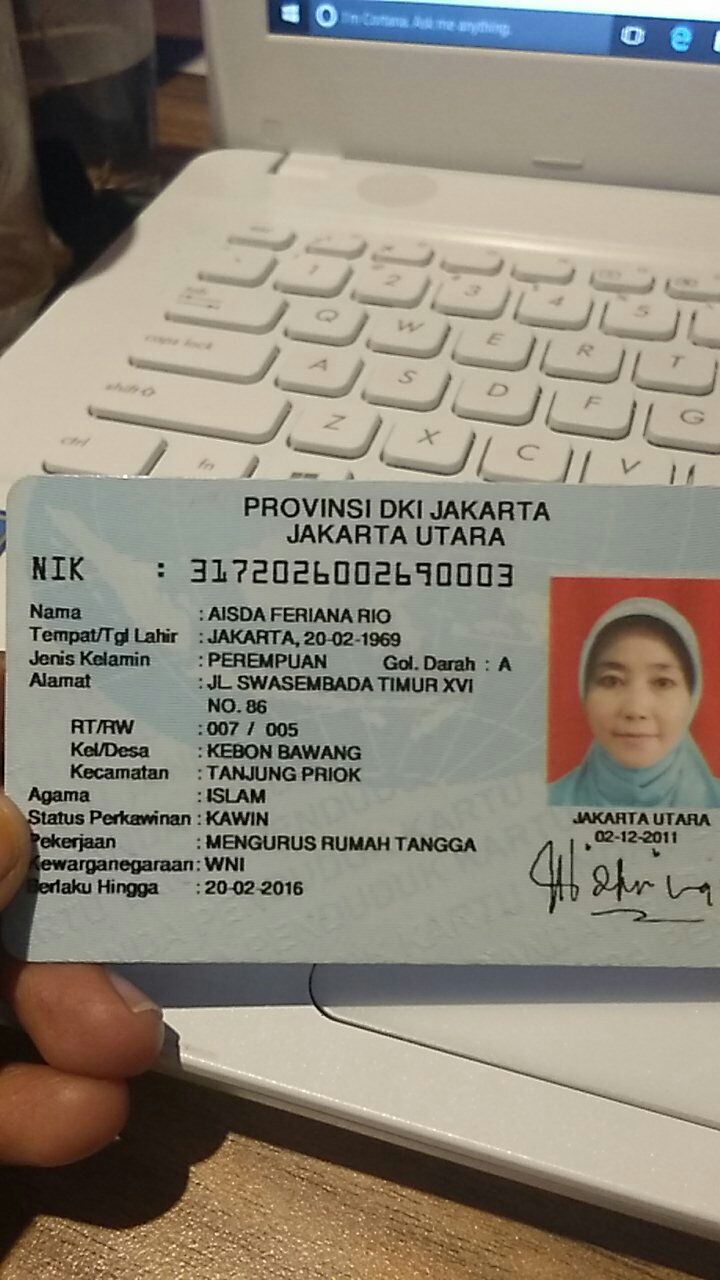 I'm Cortana. Ask me anything.
1 2 3 4 5
Q W E R T
caps lock A S D F G
shift Z X C V
ctrl fn
PROVINSI DKI JAKARTA
JAKARTA UTARA
NIK : 3172026002690003
Nama : AISDA FERIANA RIO
Tempat/Tgl Lahir : JAKARTA, 20-02-1969
Jenis Kelamin : PEREMPUAN Gol. Darah : A
Alamat : JL. SWASEMBADA TIMUR XVI
NO. 86
RT/RW : 007 / 005
Kel/Desa : KEBON BAWANG
Kecamatan : TANJUNG PRIOK
Agama : ISLAM
Status Perkawinan : KAWIN
Pekerjaan : MENGURUS RUMAH TANGGA
Kewarganegaraan : WNI
Berlaku Hingga : 20-02-2016
JAKARTA UTARA
02-12-2011